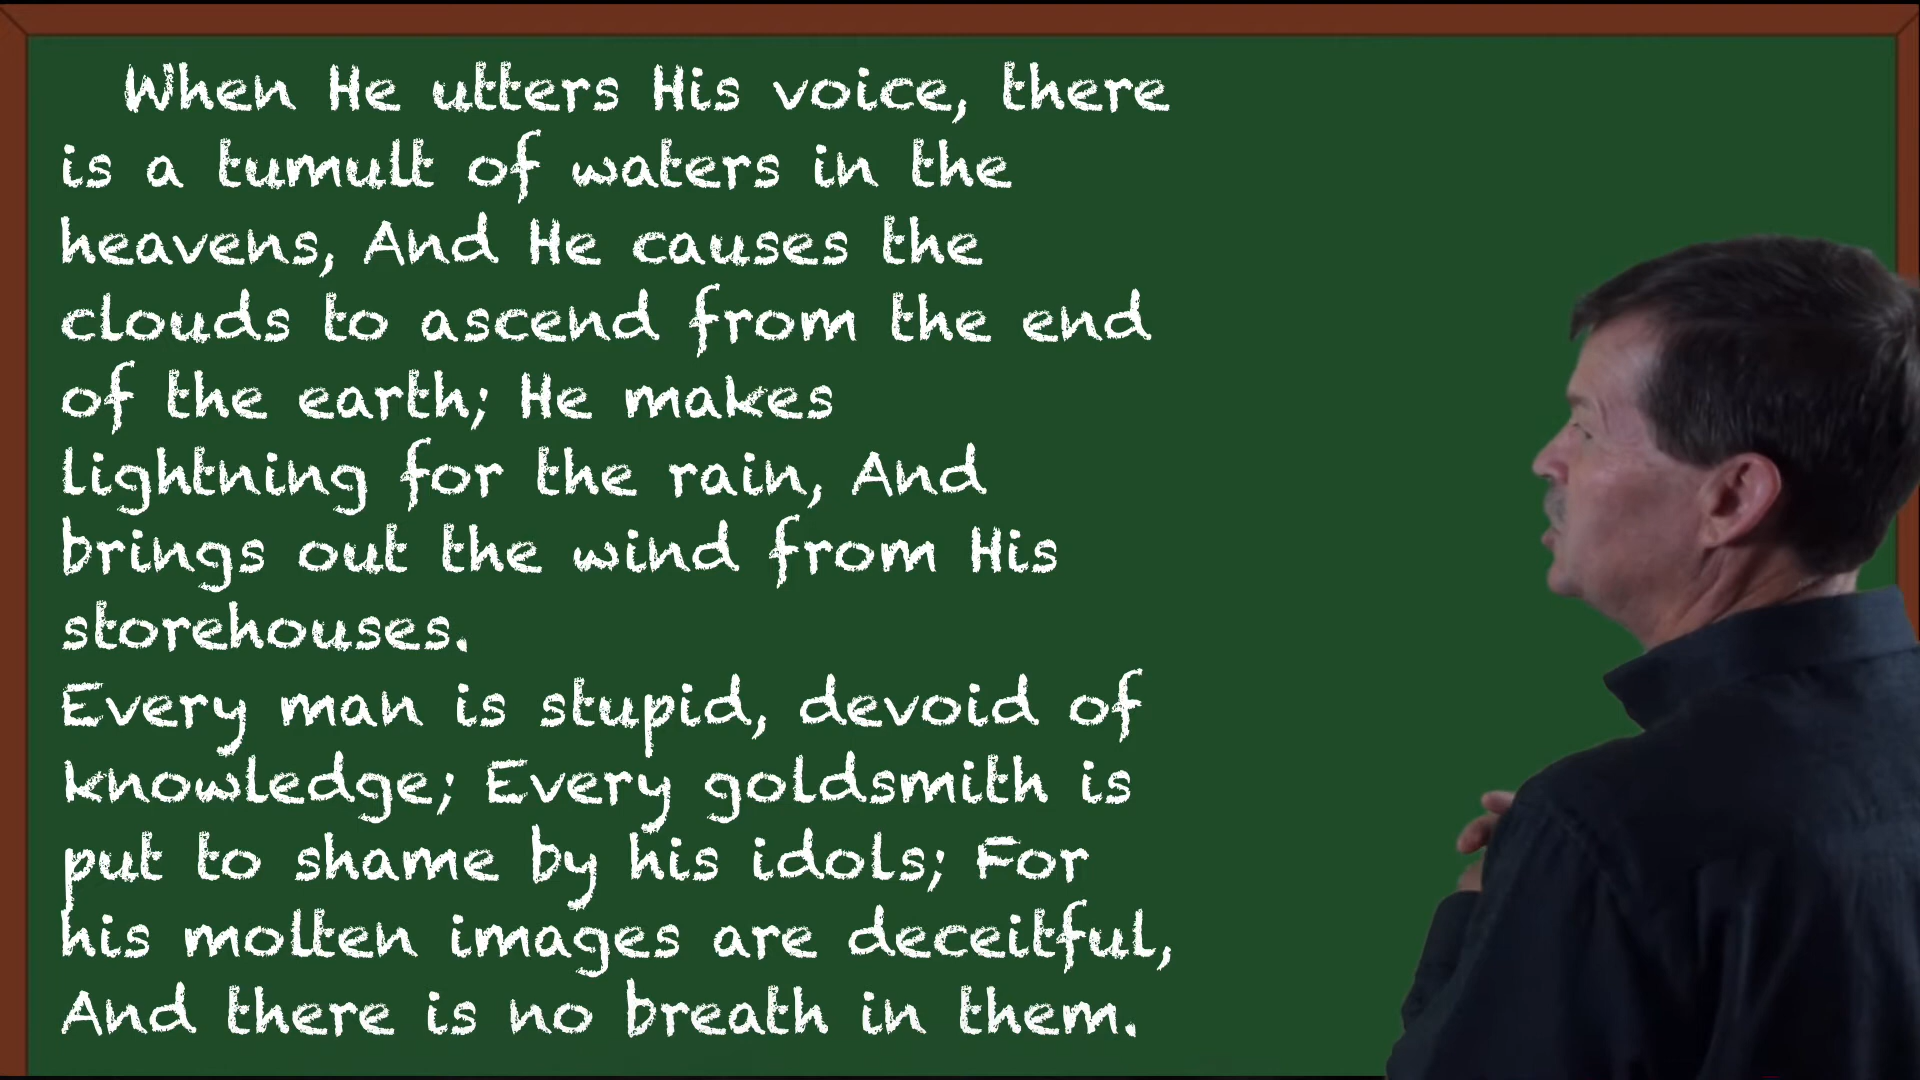 When He utters His voice, there
is a tumult of waters in the
heavens, And He causes the
clouds to ascend from the end
of the earth; He makes
lightning for the rain, And
brings out the wind from His
storehouses.
Every man is stupid, devoid of
knowledge; Every goldsmith is
put to shame by his idols; For
his molten images are deceitful,
And there is no breath in them.